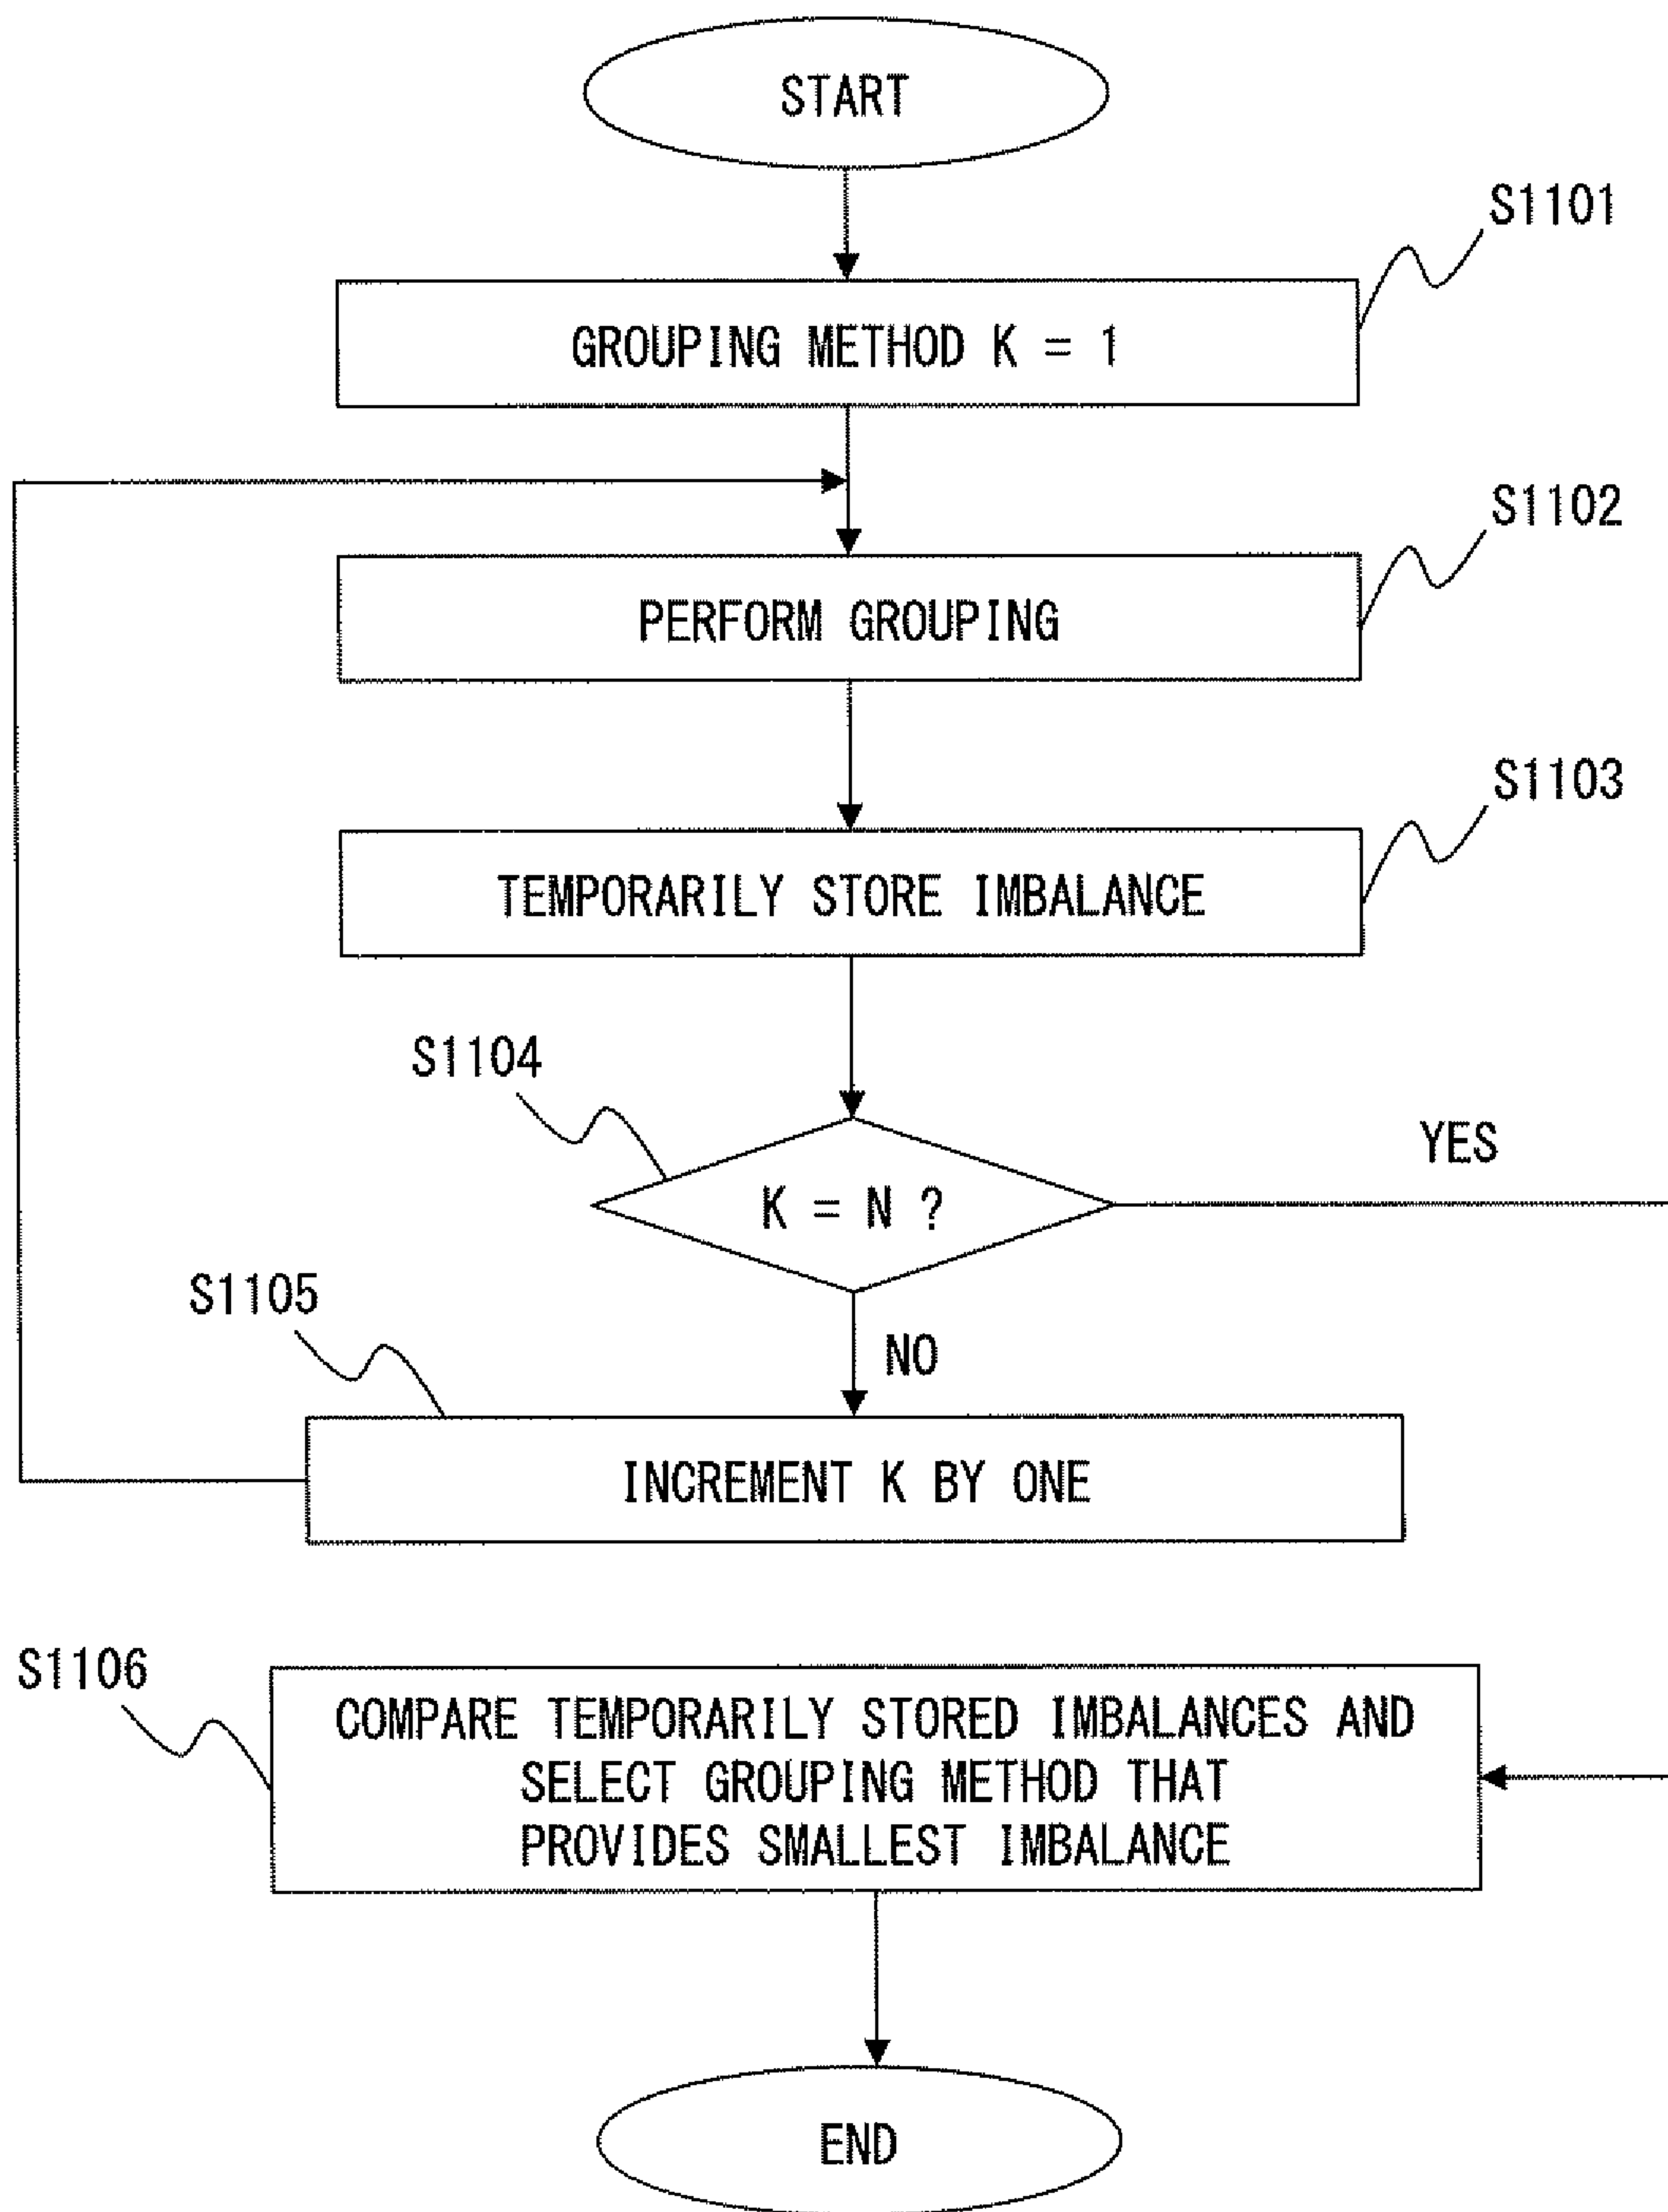 START
S1101
GROUPING METHOD K = 1
S1102
PERFORM GROUPING
S1103
TEMPORARILY STORE IMBALANCE
S1104
K = N ?
YES
NO
S1105
INCREMENT K BY ONE
S1106
COMPARE TEMPORARILY STORED IMBALANCES AND
SELECT GROUPING METHOD THAT
PROVIDES SMALLEST IMBALANCE
END